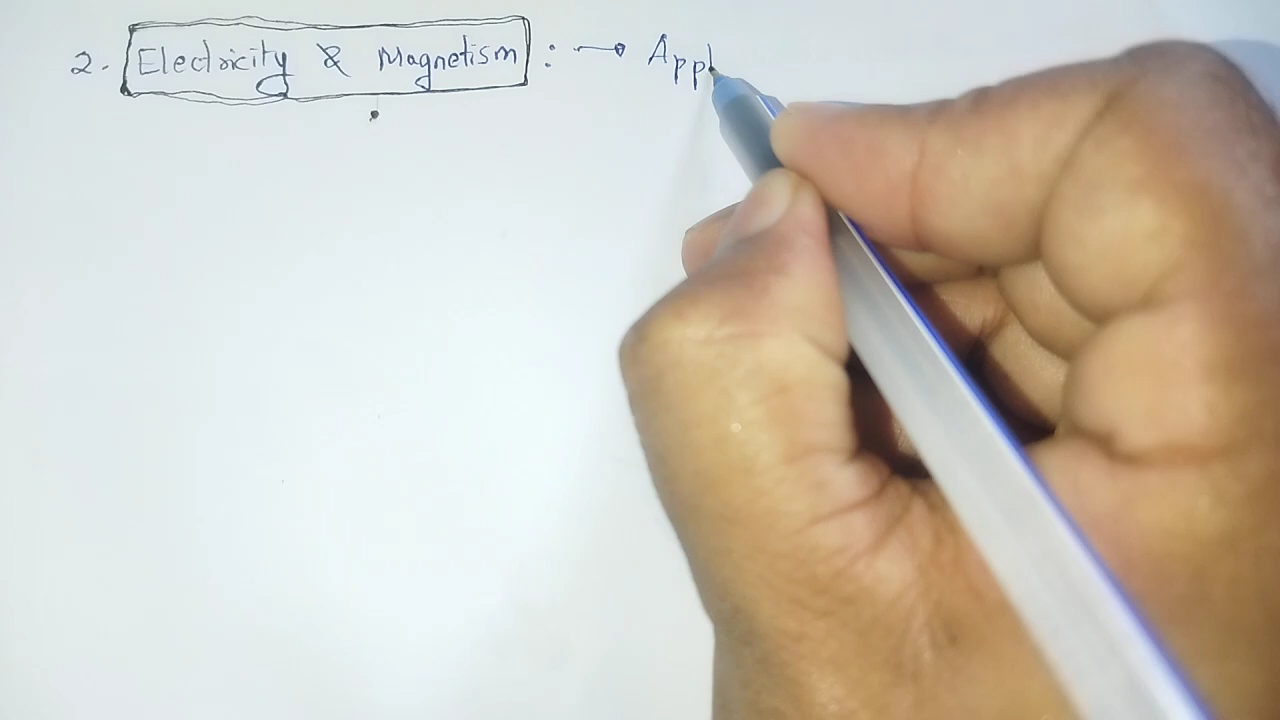 2. Electricity & Magnetism : → Appl